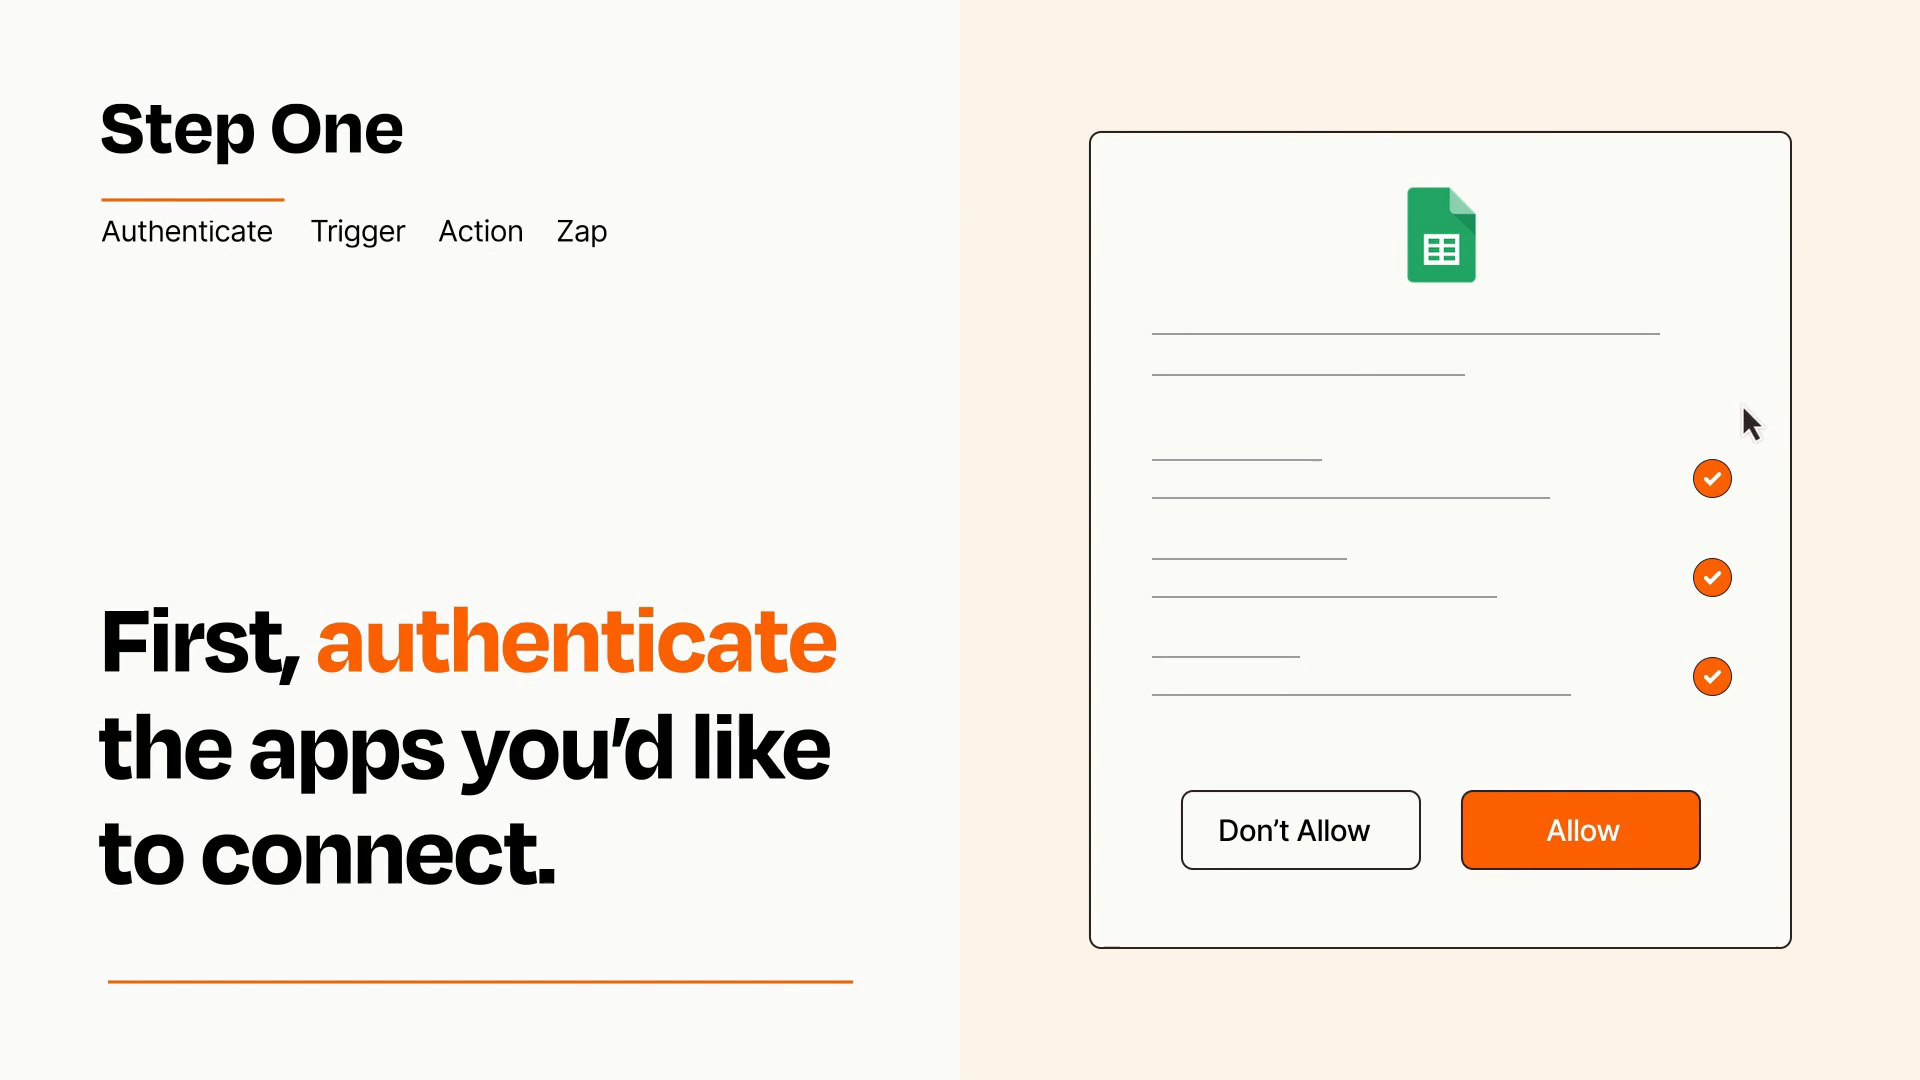 Step One
Authenticate Trigger Action Zap
First, authenticate
the apps you’d like
to connect.
Don’t Allow
Allow